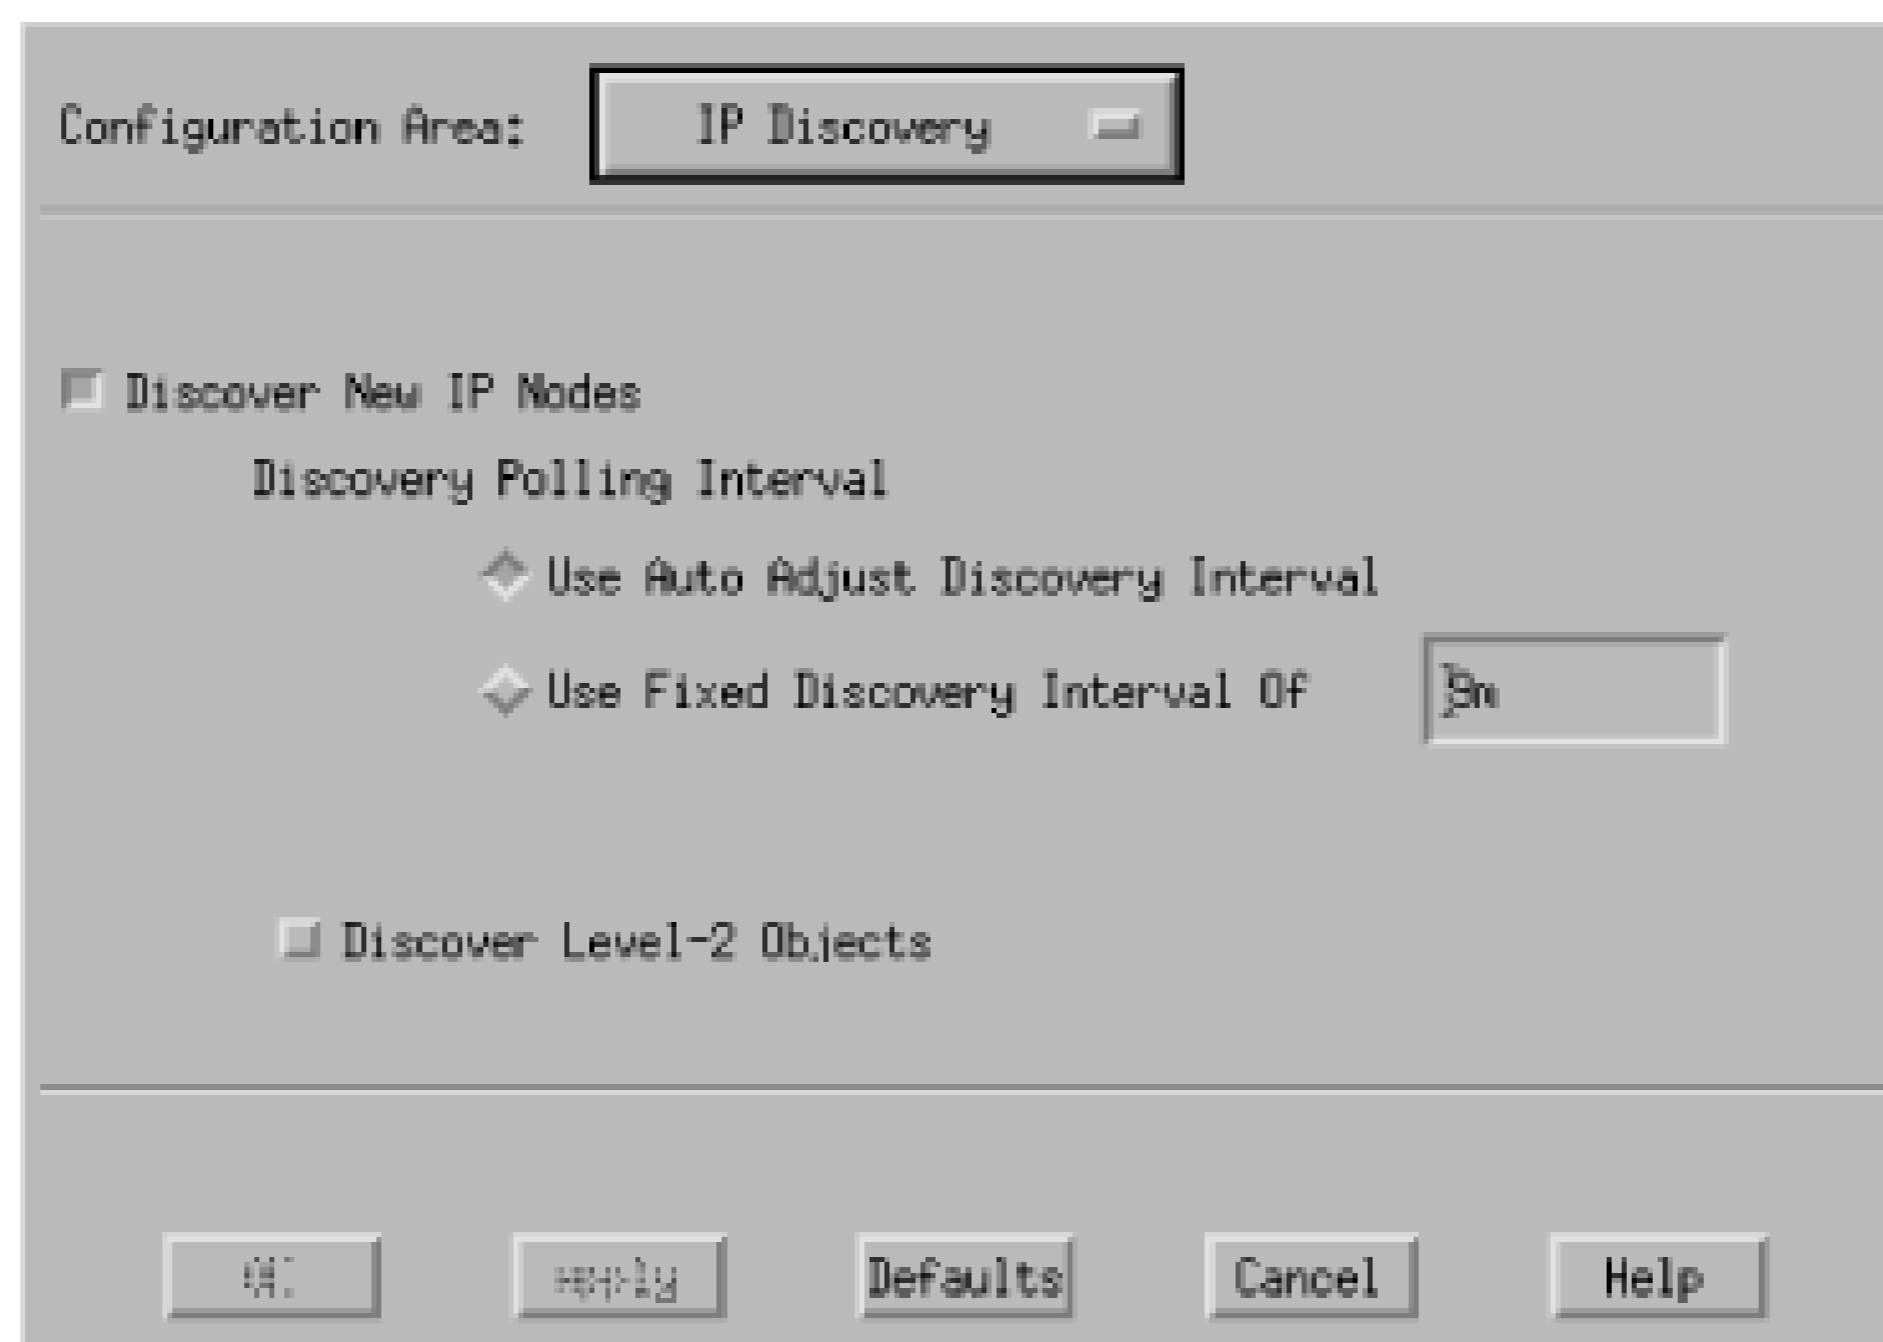 Configuration Area: IP Discovery
Discover New IP Nodes
Discovery Polling Interval
Use Auto Adjust Discovery Interval
Use Fixed Discovery Interval Of
Discover Level-2 Objects
Defaults Cancel Help